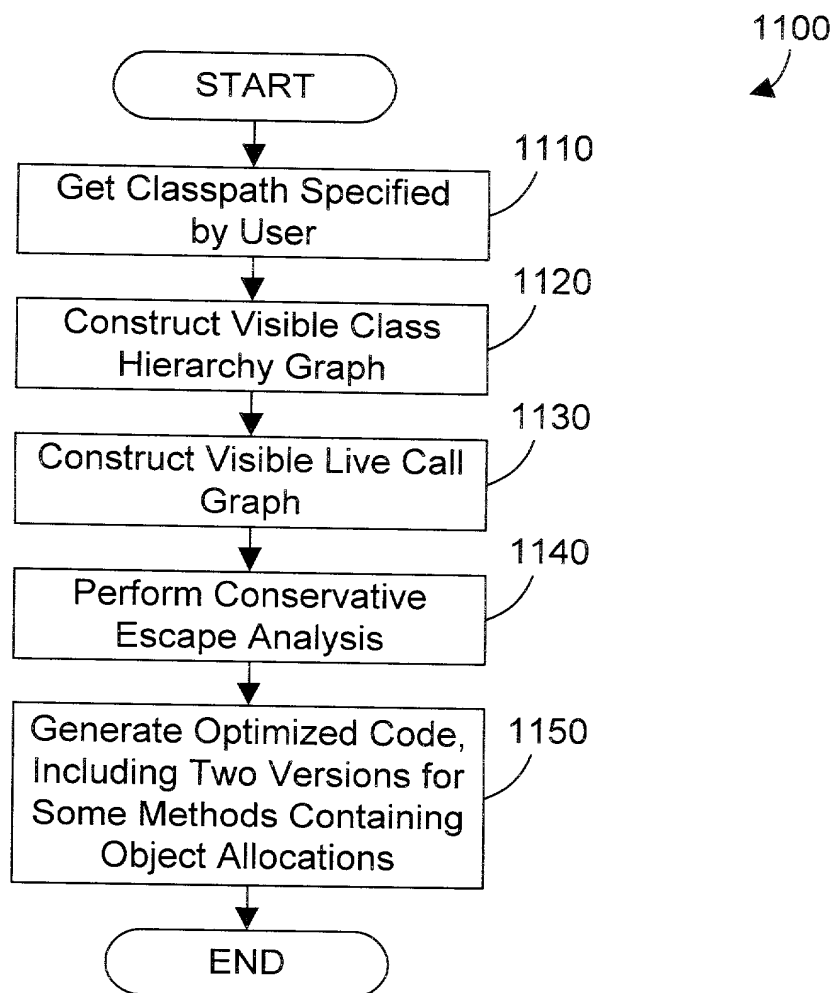 1100
START
1110
Get Classpath Specified
by User
1120
Construct Visible Class
Hierarchy Graph
1130
Construct Visible Live Call
Graph
1140
Perform Conservative
Escape Analysis
1150
Generate Optimized Code,
Including Two Versions for
Some Methods Containing
Object Allocations
END